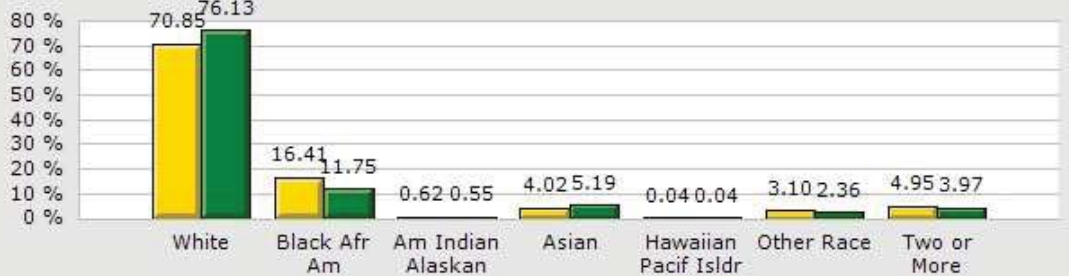 80 %
70 %
60 %
50 %
40 %
30 %
20 %
10 %
0 %
70.85 76.13
16.41 11.75
0.62 0.55
4.02 5.19
0.04 0.04
3.10 2.36
4.95 3.97
White
Black Afr
Am
Am Indian
Alaskan
Asian
Hawaiian
Pacif Isldr
Other Race
Two or
More